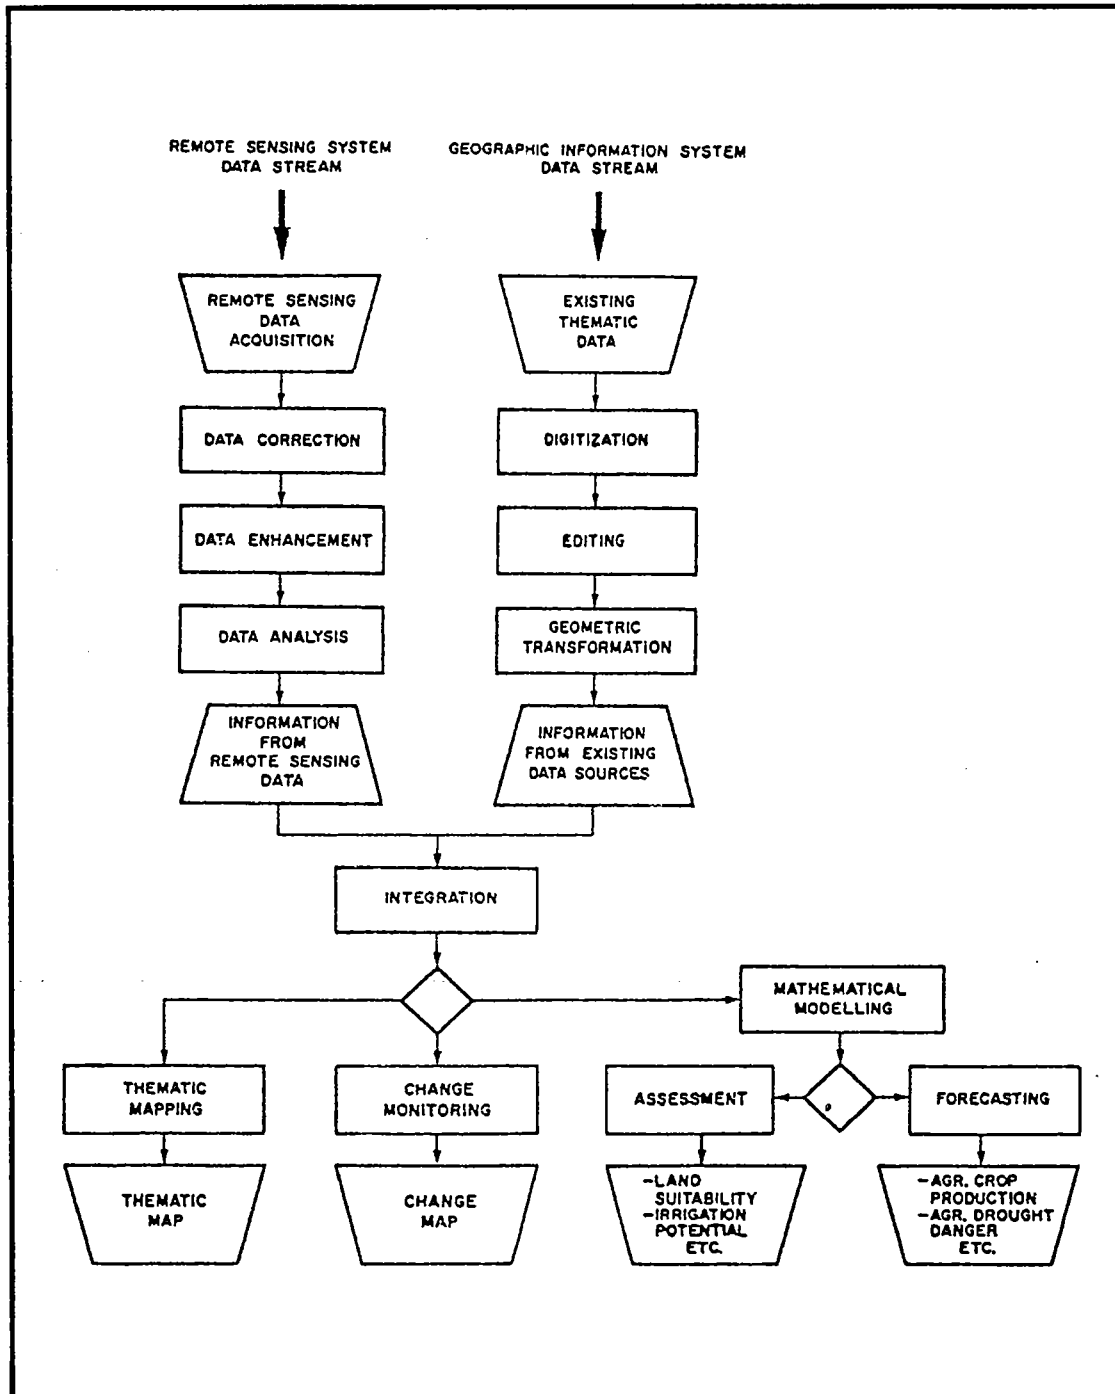 REMOTE SENSING SYSTEM
DATA STREAM
GEOGRAPHIC INFORMATION SYSTEM
DATA STREAM
REMOTE SENSING
DATA
ACQUISITION
EXISTING
THEMATIC
DATA
DATA CORRECTION
DIGITIZATION
DATA ENHANCEMENT
EDITING
DATA ANALYSIS
GEOMETRIC
TRANSFORMATION
INFORMATION
FROM
REMOTE SENSING
DATA
INFORMATION
FROM EXISTING
DATA SOURCES
INTEGRATION
MATHEMATICAL
MODELLING
THEMATIC
MAPPING
CHANGE
MONITORING
ASSESSMENT
FORECASTING
THEMATIC
MAP
CHANGE
MAP
-LAND
SUITABILITY
-IRRIGATION
POTENTIAL
ETC.
-AGR. CROP
PRODUCTION
-AGR. DROUGHT
DANGER
ETC.